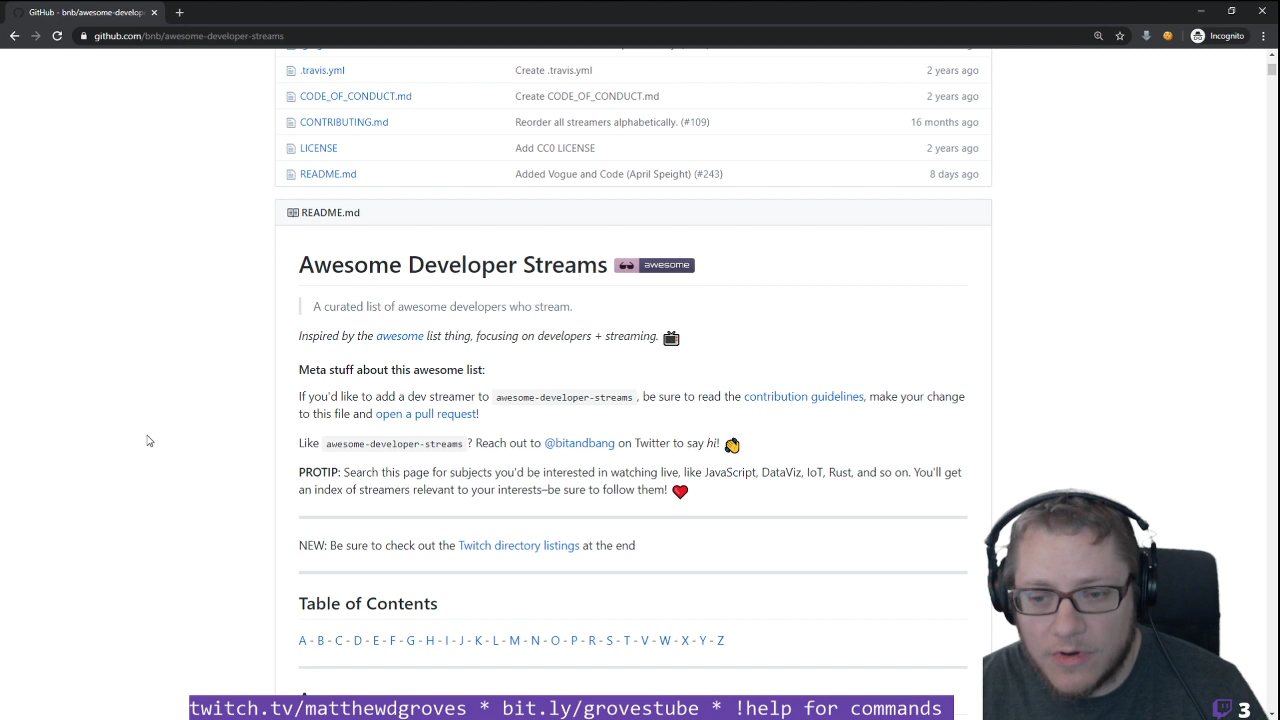 GitHub - bnb/awesome-develop
github.com/bnb/awesome-developer-streams
Incognito
.travis.yml Create .travis.yml 2 years ago
CODE_OF_CONDUCT.md Create CODE_OF_CONDUCT.md 2 years ago
CONTRIBUTING.md Reorder all streamers alphabetically. (#109) 16 months ago
LICENSE Add CC0 LICENSE 2 years ago
README.md Added Vogue and Code (April Speight) (#243) 8 days ago
README.md
Awesome Developer Streams awesome
A curated list of awesome developers who stream.
Inspired by the awesome list thing, focusing on developers + streaming.
Meta stuff about this awesome list:
If you'd like to add a dev streamer to awesome-developer-streams, be sure to read the contribution guidelines, make your change
to this file and open a pull request!
Like awesome-developer-streams? Reach out to @bitandbang on Twitter to say hi!
PROTIP: Search this page for subjects you'd be interested in watching live, like JavaScript, DataViz, IoT, Rust, and so on. You'll get
an index of streamers relevant to your interests–be sure to follow them!
NEW: Be sure to check out the Twitch directory listings at the end
Table of Contents
A - B - C - D - E - F - G - H - I - J - K - L - M - N - O - P - R - S - T - V - W - X - Y - Z
twitch.tv/matthewdgroves * bit.ly/grovestube * !help for commands
3